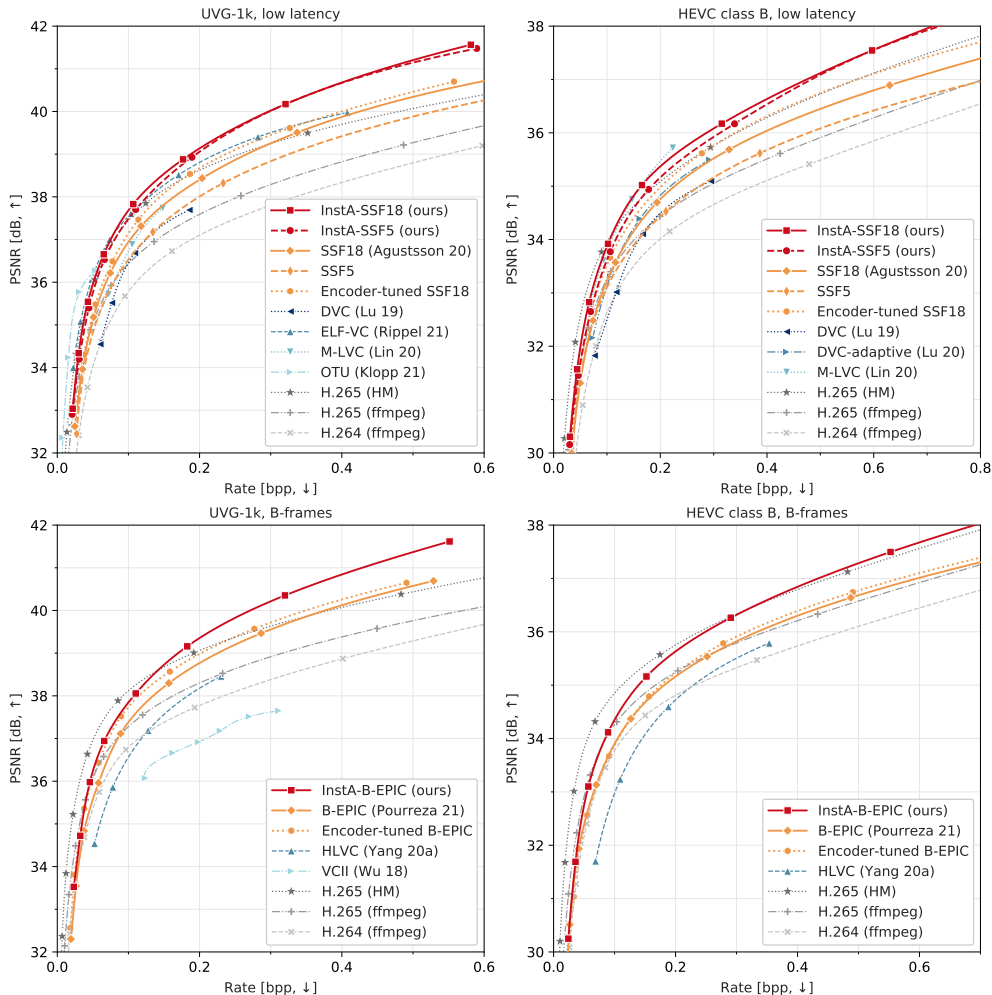 UVG-1k, low latency
42
40
38
36
34
32
PSNR [dB, ↑]
InstA-SSF18 (ours)
InstA-SSF5 (ours)
SSF18 (Agustsson 20)
SSF5
Encoder-tuned SSF18
DVC (Lu 19)
ELF-VC (Rippel 21)
M-LVC (Lin 20)
OTU (Klopp 21)
H.265 (HM)
H.265 (ffmpeg)
H.264 (ffmpeg)
0.0 0.2 0.4 0.6
Rate [bpp, ↓]
HEVC class B, low latency
38
36
34
32
30
PSNR [dB, ↑]
InstA-SSF18 (ours)
InstA-SSF5 (ours)
SSF18 (Agustsson 20)
SSF5
Encoder-tuned SSF18
DVC (Lu 19)
DVC-adaptive (Lu 20)
M-LVC (Lin 20)
H.265 (HM)
H.265 (ffmpeg)
H.264 (ffmpeg)
0.0 0.2 0.4 0.6 0.8
Rate [bpp, ↓]
UVG-1k, B-frames
42
40
38
36
34
32
PSNR [dB, ↑]
InstA-B-EPIC (ours)
B-EPIC (Pourreza 21)
Encoder-tuned B-EPIC
HLVC (Yang 20a)
VCII (Wu 18)
H.265 (HM)
H.265 (ffmpeg)
H.264 (ffmpeg)
0.0 0.2 0.4 0.6
Rate [bpp, ↓]
HEVC class B, B-frames
38
36
34
32
30
PSNR [dB, ↑]
InstA-B-EPIC (ours)
B-EPIC (Pourreza 21)
Encoder-tuned B-EPIC
HLVC (Yang 20a)
H.265 (HM)
H.265 (ffmpeg)
H.264 (ffmpeg)
0.0 0.2 0.4 0.6
Rate [bpp, ↓]